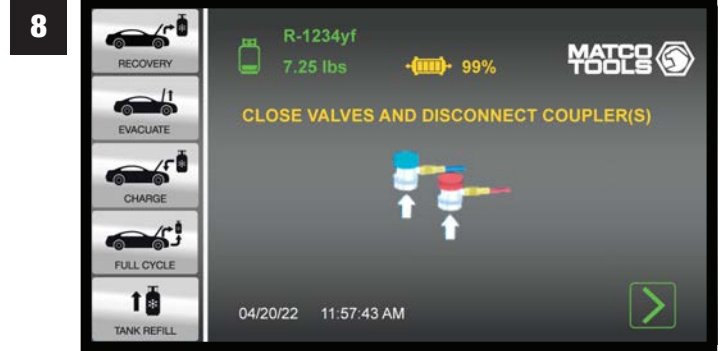 8
RECOVERY
EVACUATE
CHARGE
FULL CYCLE
TANK REFILL
R-1234yf
7.25 lbs
99%
MATCO
TOOLS
CLOSE VALVES AND DISCONNECT COUPLER(S)
04/20/22 11:57:43 AM